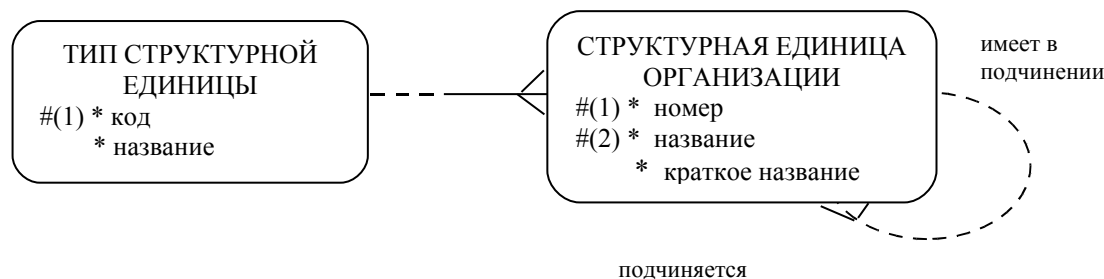 ТИП СТРУКТУРНОЙ
ЕДИНИЦЫ
#(1) * код
* название
СТРУКТУРНАЯ ЕДИНИЦА
ОРГАНИЗАЦИИ
#(1) * номер
#(2) * название
* краткое название
имеет в
подчинении
подчиняется